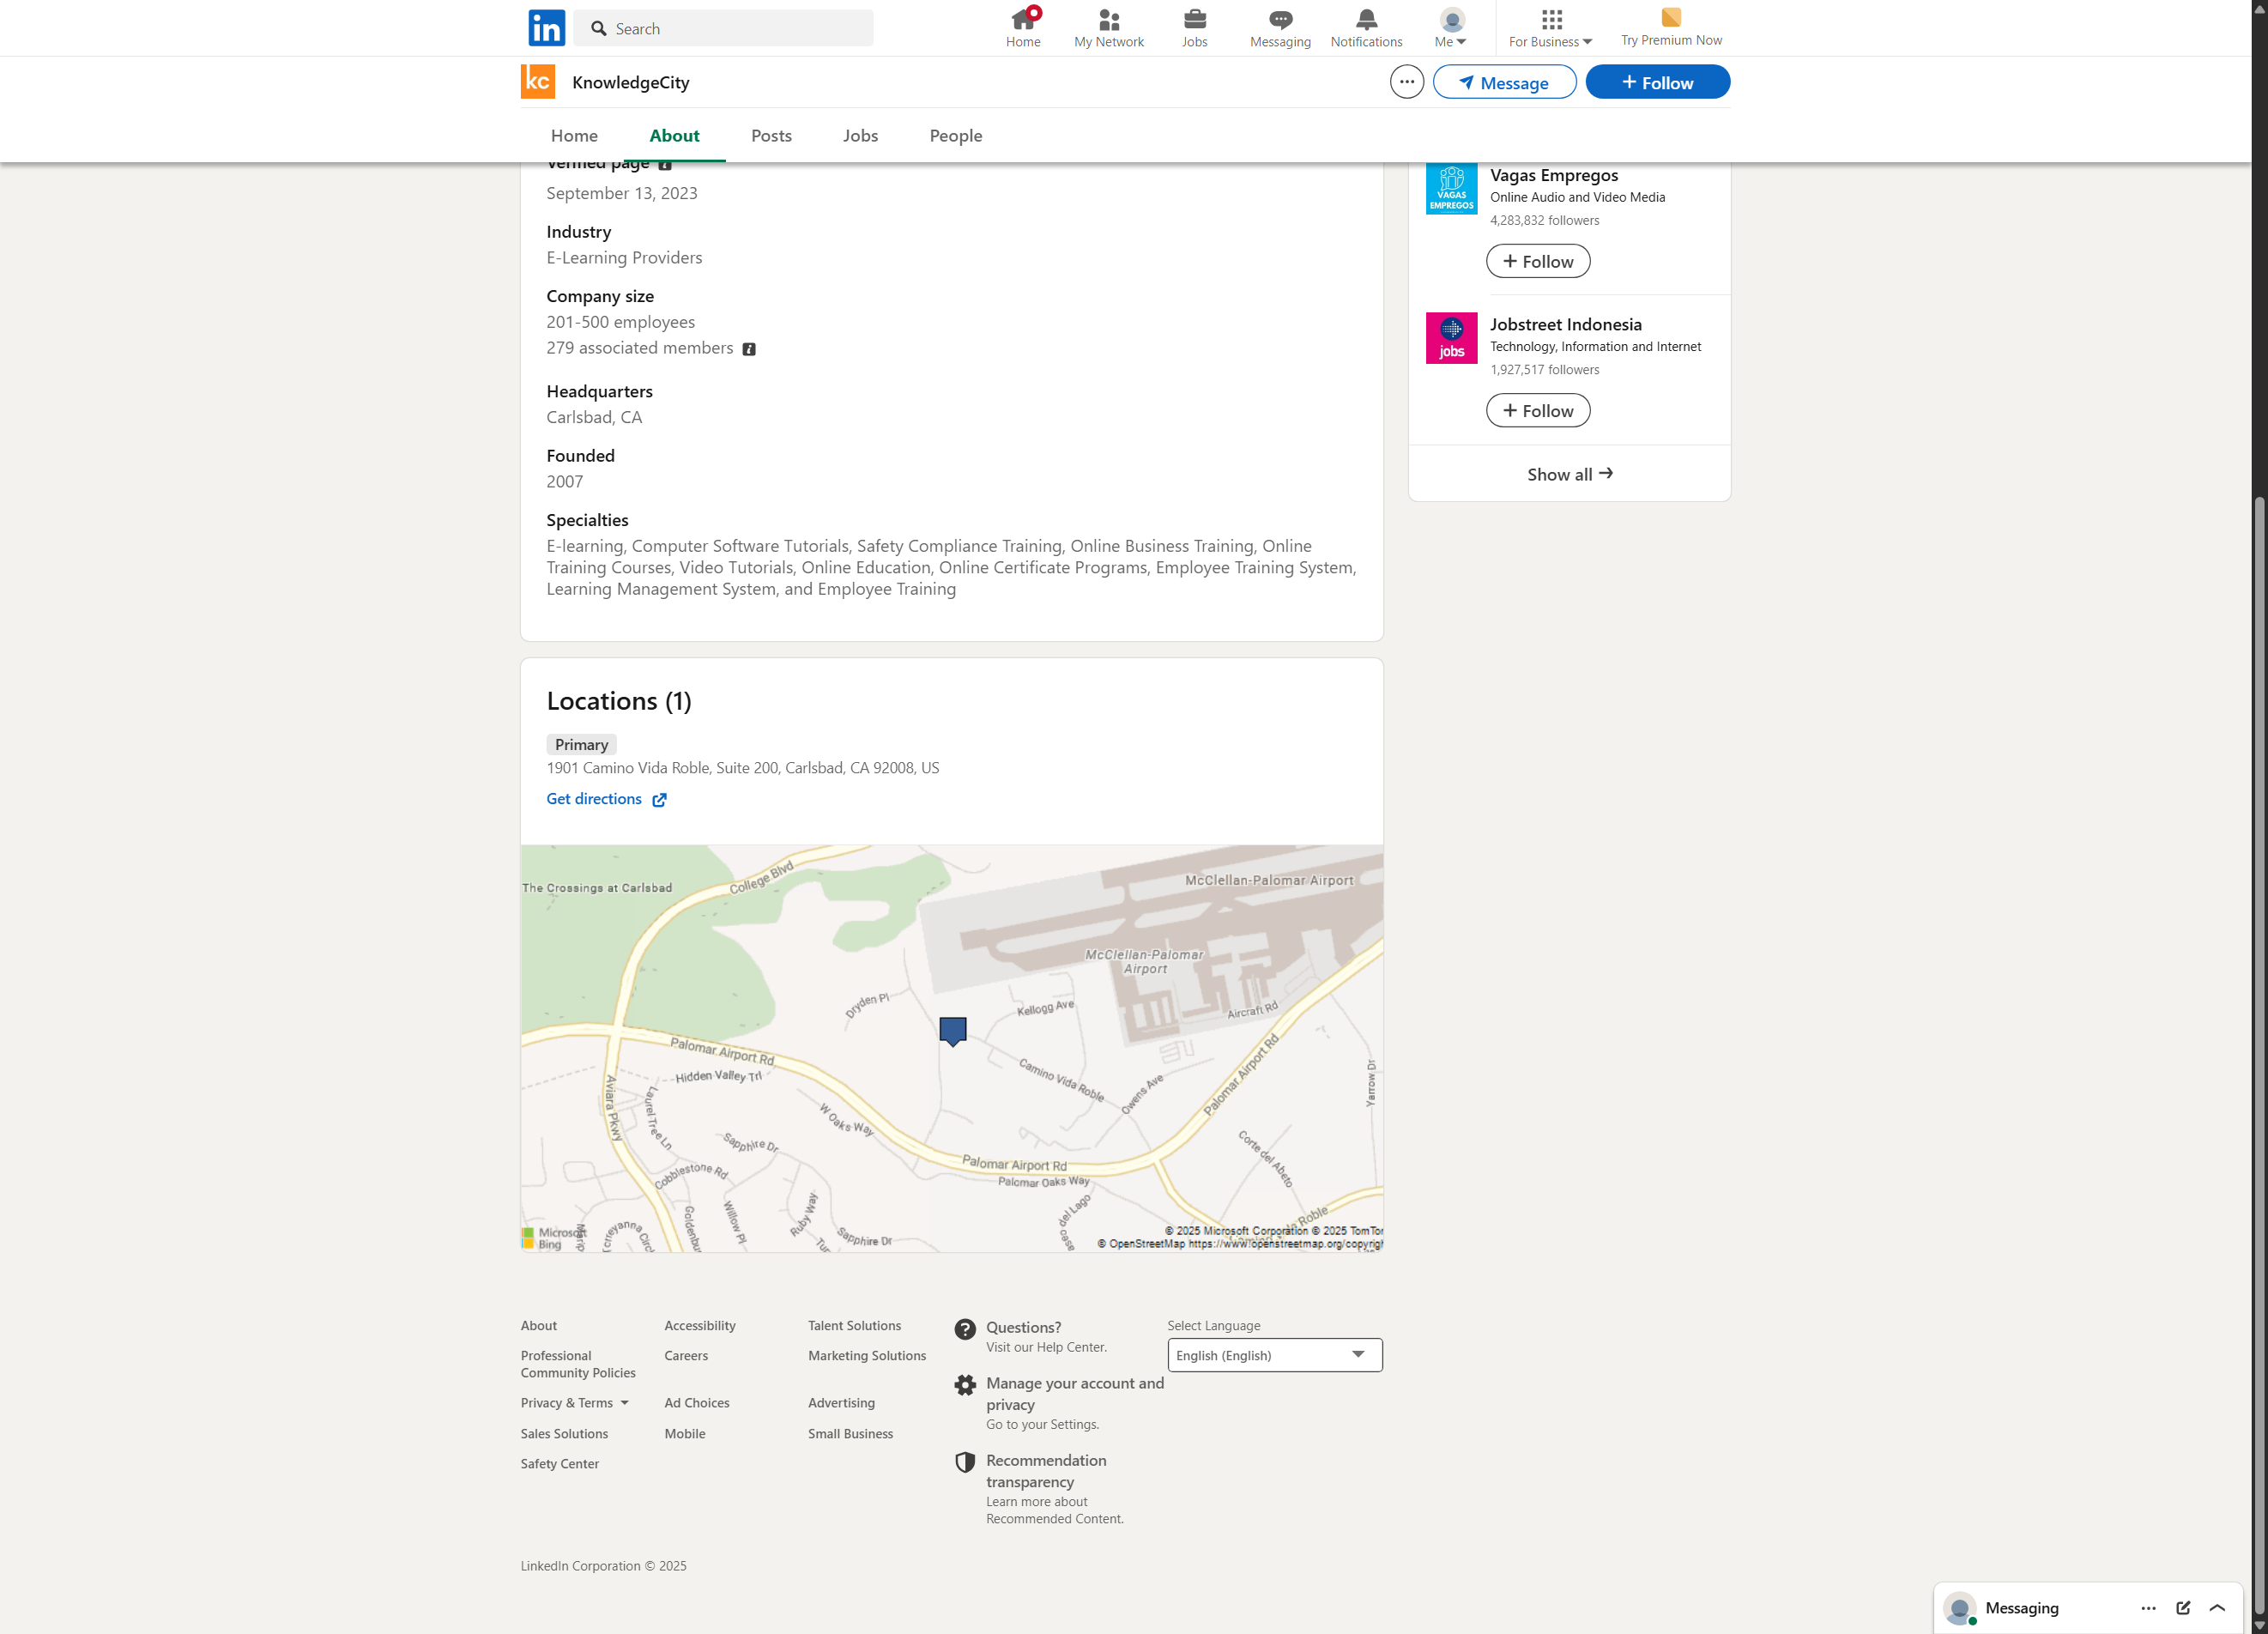 in
Search
Home
My Network
Jobs
Messaging
Notifications
Me
For Business
Try Premium Now
kc
KnowledgeCity
Message
+ Follow
Home
About
Posts
Jobs
People
Verified page
September 13, 2023
Industry
E-Learning Providers
Company size
201-500 employees
279 associated members
Headquarters
Carlsbad, CA
Founded
2007
Specialties
E-learning, Computer Software Tutorials, Safety Compliance Training, Online Business Training, Online
Training Courses, Video Tutorials, Online Education, Online Certificate Programs, Employee Training System,
Learning Management System, and Employee Training
VAGAS
EMPREGOS
Vagas Empregos
Online Audio and Video Media
4,283,832 followers
+ Follow
jobs
Jobstreet Indonesia
Technology, Information and Internet
1,927,517 followers
+ Follow
Show all →
Locations (1)
Primary
1901 Camino Vida Roble, Suite 200, Carlsbad, CA 92008, US
Get directions
The Crossings at Carlsbad
College Blvd
McClellan-Palomar Airport
McClellan-Palomar
Airport
Dryden Pl
Kellogg Ave
Aircraft Rd
Palomar Airport Rd
Hidden Valley Trl
Camino Vida Roble
Owens Ave
Palomar Airport Rd
Yarrow Dr
Aviara Pkwy
Laurel Tree Ln
W Oaks Way
Sapphire Dr
Cobblestone Rd
Palomar Airport Rd
Palomar Oaks Way
Corte del Abeto
Willow Pl
Ruby Way
Sapphire Dr
del Lago
Microsoft
Bing
© 2025 Microsoft Corporation © 2025 TomTom
© OpenStreetMap https://www.openstreetmap.org/copyrigh
About
Accessibility
Talent Solutions
Professional
Community Policies
Careers
Marketing Solutions
Privacy & Terms
Ad Choices
Advertising
Sales Solutions
Mobile
Small Business
Safety Center
Questions?
Visit our Help Center.
Manage your account and
privacy
Go to your Settings.
Recommendation
transparency
Learn more about
Recommended Content.
Select Language
English (English)
LinkedIn Corporation © 2025
Messaging